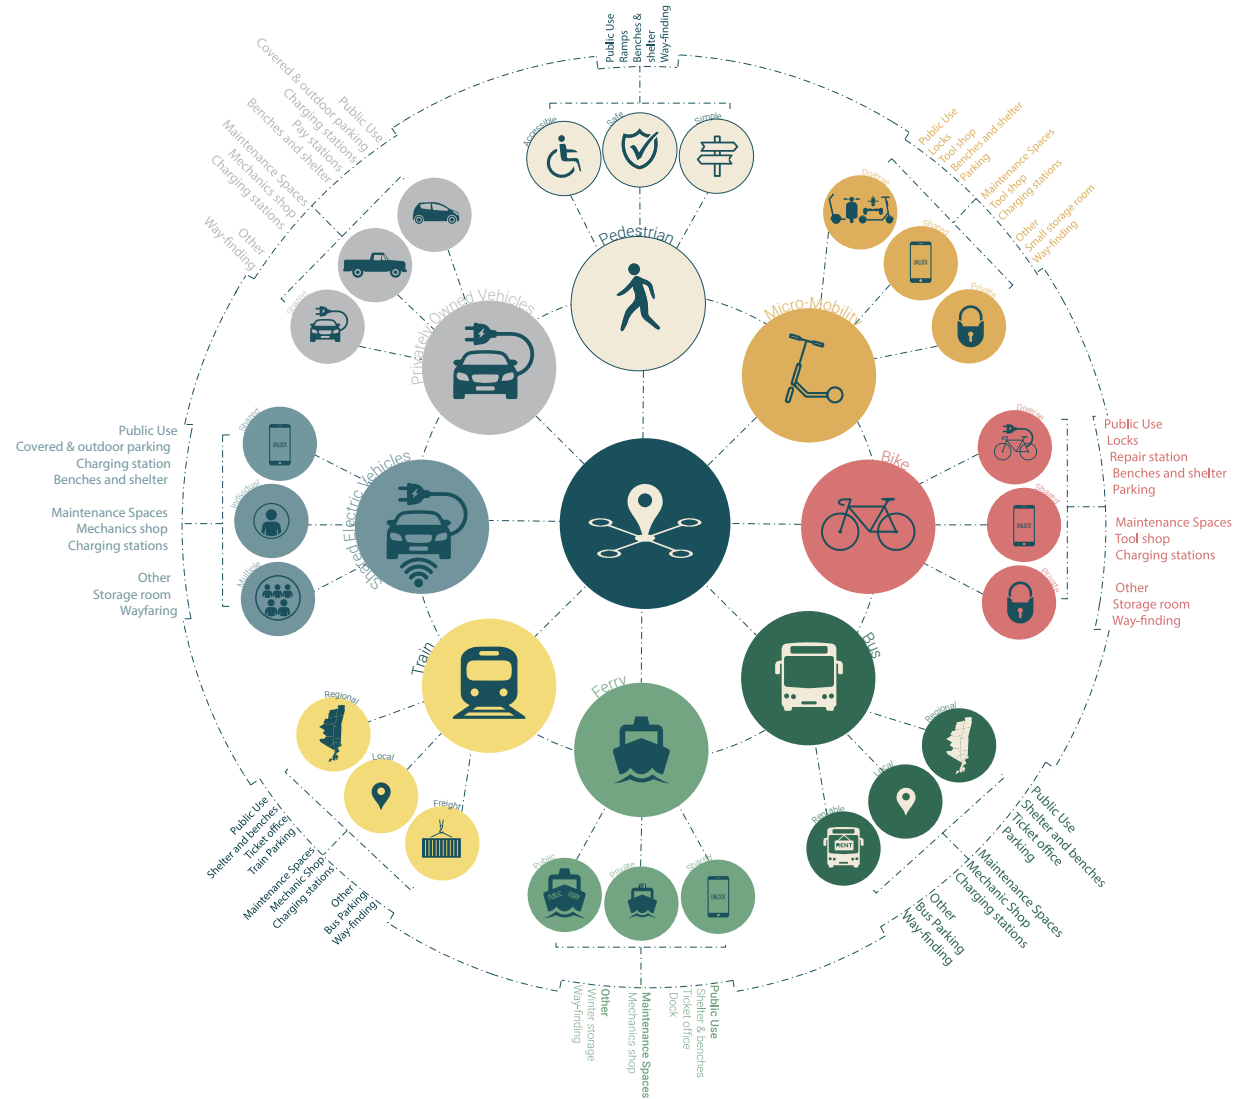 Public Use
Ramps
Benches &
shelter
Way-finding
Accessible
Safe
Simple
Pedestrian
Public Use
Locks
Tool shop
Benches and shelter
Parking
Maintenance Spaces
Tool shop
Charging stations
Other
Small storage room
Way-finding
Diverse
Shared
UNLOCK
Private
Micro-Mobility
Public Use
Locks
Repair station
Benches and shelter
Parking
Maintenance Spaces
Tool shop
Charging stations
Other
Storage room
Way-finding
Diverse
Shared
UNLOCK
Private
Bike
Bus
Regional
Local
Rentable
RENT
Public Use
Shelter and benches
Ticket office
Parking
Maintenance Spaces
Mechanic Shop
Charging stations
Other
Bus Parking
Way-finding
Ferry
Public
PUBLIC FERRY
Private
Shared
UNLOCK
Public Use
Shelter & benches
Ticket office
Dock
Maintenance Spaces
Mechanics shop
Other
Winter storage
Way-finding
Train
Regional
Local
Freight
Public Use
Shelter and benches
Ticket office
Train Parking
Maintenance Spaces
Mechanic Shop
Charging stations
Other
Bus Parking
Way-finding
Shared Electric Vehicles
Shared
UNLOCK
Individual
Multiple
Public Use
Covered & outdoor parking
Charging station
Benches and shelter
Maintenance Spaces
Mechanics shop
Charging stations
Other
Storage room
Wayfaring
Privately Owned Vehicles
Shared
Public Use
Covered & outdoor parking
Charging stations
Pay stations
Benches and shelter
Maintenance Spaces
Mechanics shop
Charging stations
Other
Way-finding